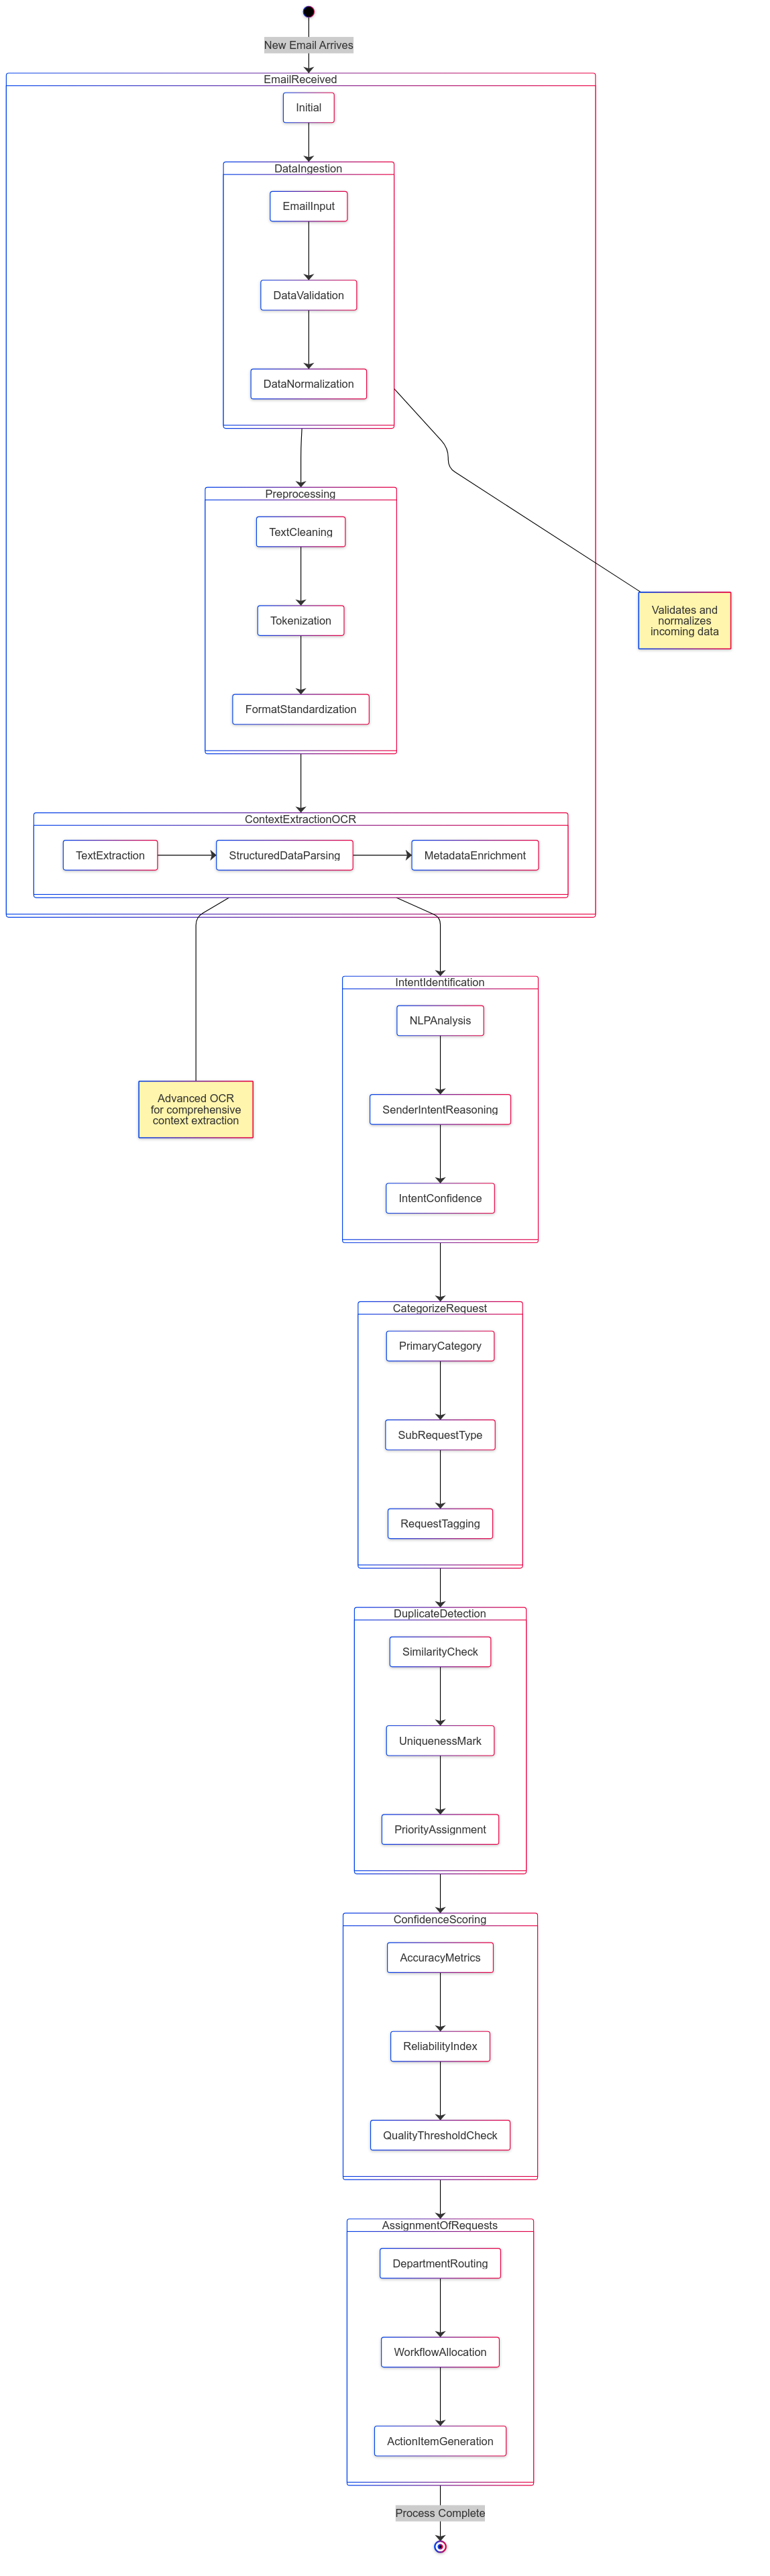 New Email Arrives
EmailReceived
Initial
DataIngestion
EmailInput
DataValidation
DataNormalization
Preprocessing
TextCleaning
Tokenization
FormatStandardization
Validates and
normalizes
incoming data
ContextExtractionOCR
TextExtraction
StructuredDataParsing
MetadataEnrichment
IntentIdentification
NLPAnalysis
Advanced OCR
for comprehensive
context extraction
SenderIntentReasoning
IntentConfidence
CategorizeRequest
PrimaryCategory
SubRequestType
RequestTagging
DuplicateDetection
SimilarityCheck
UniquenessMark
PriorityAssignment
ConfidenceScoring
AccuracyMetrics
ReliabilityIndex
QualityThresholdCheck
AssignmentOfRequests
DepartmentRouting
WorkflowAllocation
ActionItemGeneration
Process Complete